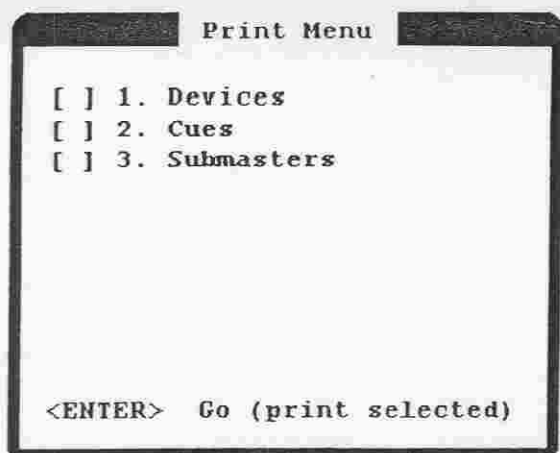 Print Menu
[ ] 1. Devices
[ ] 2. Cues
[ ] 3. Submasters
<ENTER> Go (print selected)